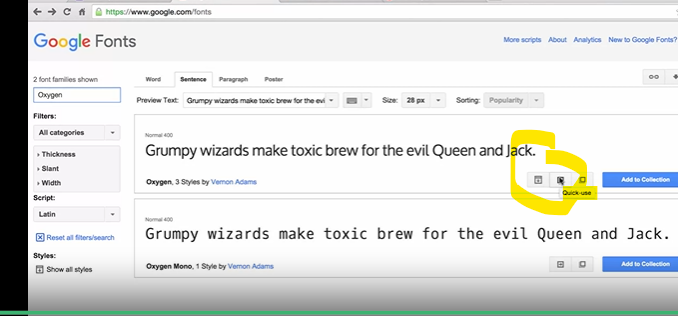 https://www.google.com/fonts
Google Fonts
More scripts About Analytics New to Google Fonts?
2 font families shown
Word Sentence Paragraph Poster
Oxygen
Preview Text: Grumpy wizards make toxic brew for the evi Size: 28 px Sorting: Popularity
Filters:
All categories
Thickness
Slant
Width
Script:
Latin
Reset all filters/search
Styles:
Show all styles
Normal 400
Grumpy wizards make toxic brew for the evil Queen and Jack.
Oxygen, 3 Styles by Vernon Adams
Add to Collection
Quick-use
Normal 400
Grumpy wizards make toxic brew for the evil Queen and Jack.
Oxygen Mono, 1 Style by Vernon Adams
Add to Collection